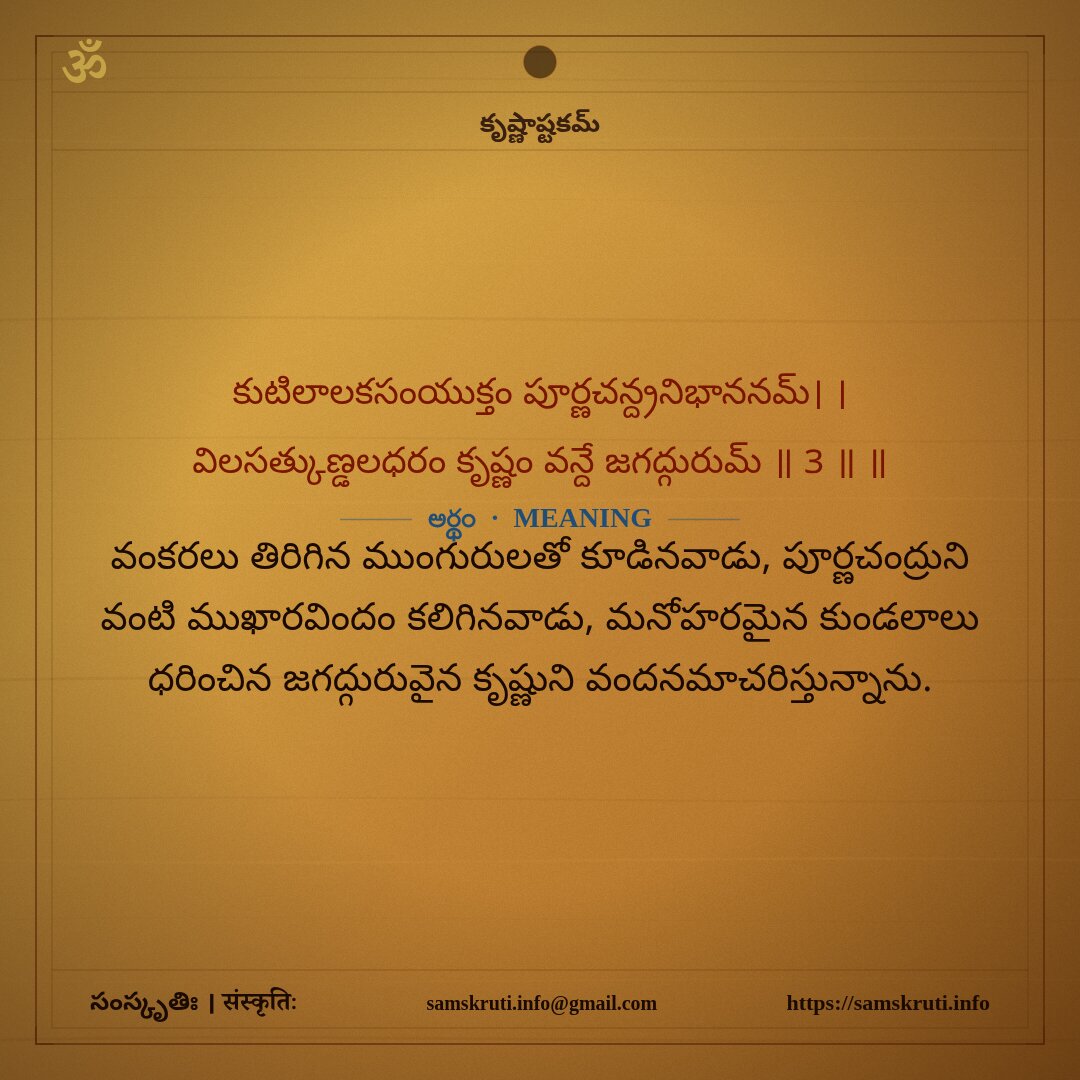 ॐ
కృష్ణాష్టకమ్
కుటిలాలకసంయుక్తం పూర్ణచన్ద్రనిభాననమ్। ।
విలసత్కుణ్డలధరం కృష్ణం వన్దే జగద్గురుమ్ ॥ 3 ॥ ॥
అర్థం · MEANING
వంకరలు తిరిగిన ముంగురులతో కూడినవాడు, పూర్ణచంద్రుని
వంటి ముఖారవిందం కలిగినవాడు, మనోహరమైన కుండలాలు
ధరించిన జగద్గురువైన కృష్ణుని వందనమాచరిస్తున్నాను.
సంస్కృతిః | संस्कृतिः samskruti.info@gmail.com https://samskruti.info